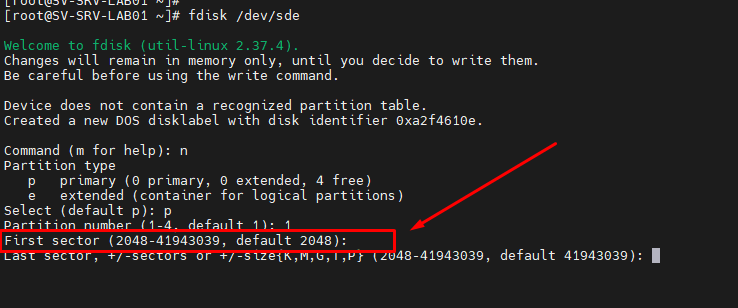 [root@SV-SRV-LAB01 ~]#
[root@SV-SRV-LAB01 ~]# fdisk /dev/sde
Welcome to fdisk (util-linux 2.37.4).
Changes will remain in memory only, until you decide to write them.
Be careful before using the write command.
Device does not contain a recognized partition table.
Created a new DOS disklabel with disk identifier 0xa2f4610e.
Command (m for help): n
Partition type
p primary (0 primary, 0 extended, 4 free)
e extended (container for logical partitions)
Select (default p): p
Partition number (1-4, default 1): 1
First sector (2048-41943039, default 2048):
Last sector, +/-sectors or +/-size{K,M,G,T,P} (2048-41943039, default 41943039):